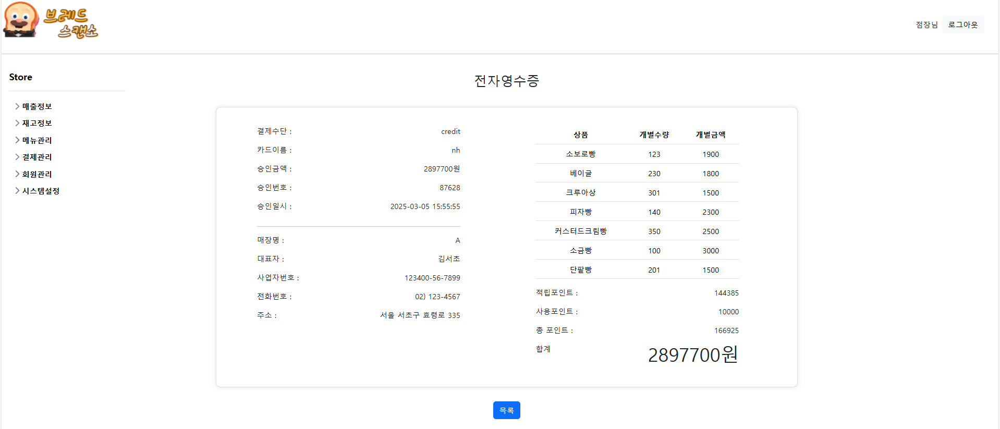 브레드
스캔소
점장님 로그아웃
Store
매출정보
재고정보
메뉴관리
결제관리
회원관리
시스템설정
전자영수증
결제수단 : credit
카드이름 : nh
승인금액 : 2897700원
승인번호 : 87628
승인일시 : 2025-03-05 15:55:55
매장명 : A
대표자 : 김서초
사업자번호 : 123400-56-7899
전화번호 : 02) 123-4567
주소 : 서울 서초구 효령로 335
상품 개별수량 개별금액
소보로빵 123 1900
베이글 230 1800
크루아상 301 1500
피자빵 140 2300
커스터드크림빵 350 2500
소금빵 100 3000
단팥빵 201 1500
적립포인트 : 144385
사용포인트 : 10000
총 포인트 : 166925
합계 2897700원
목록